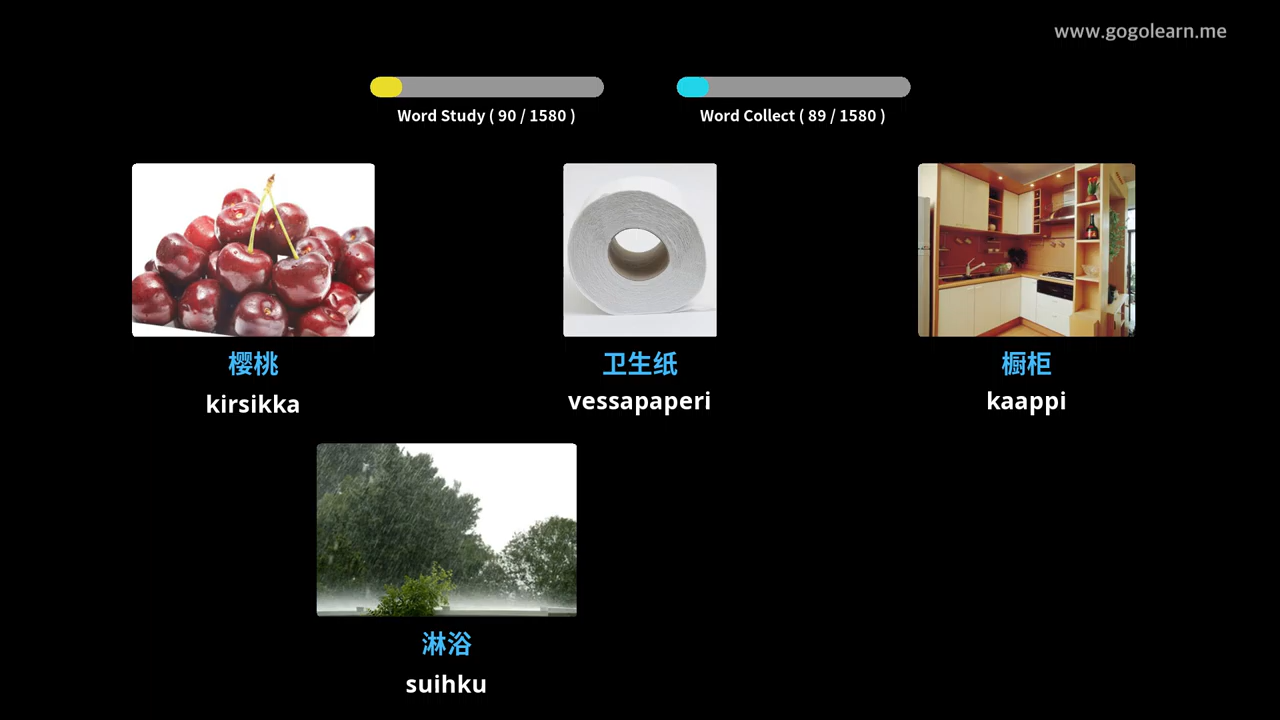 www.gogolearn.me
Word Study ( 90 / 1580 )
Word Collect ( 89 / 1580 )
樱桃
kirsikka
卫生纸
vessapaperi
橱柜
kaappi
淋浴
suihku